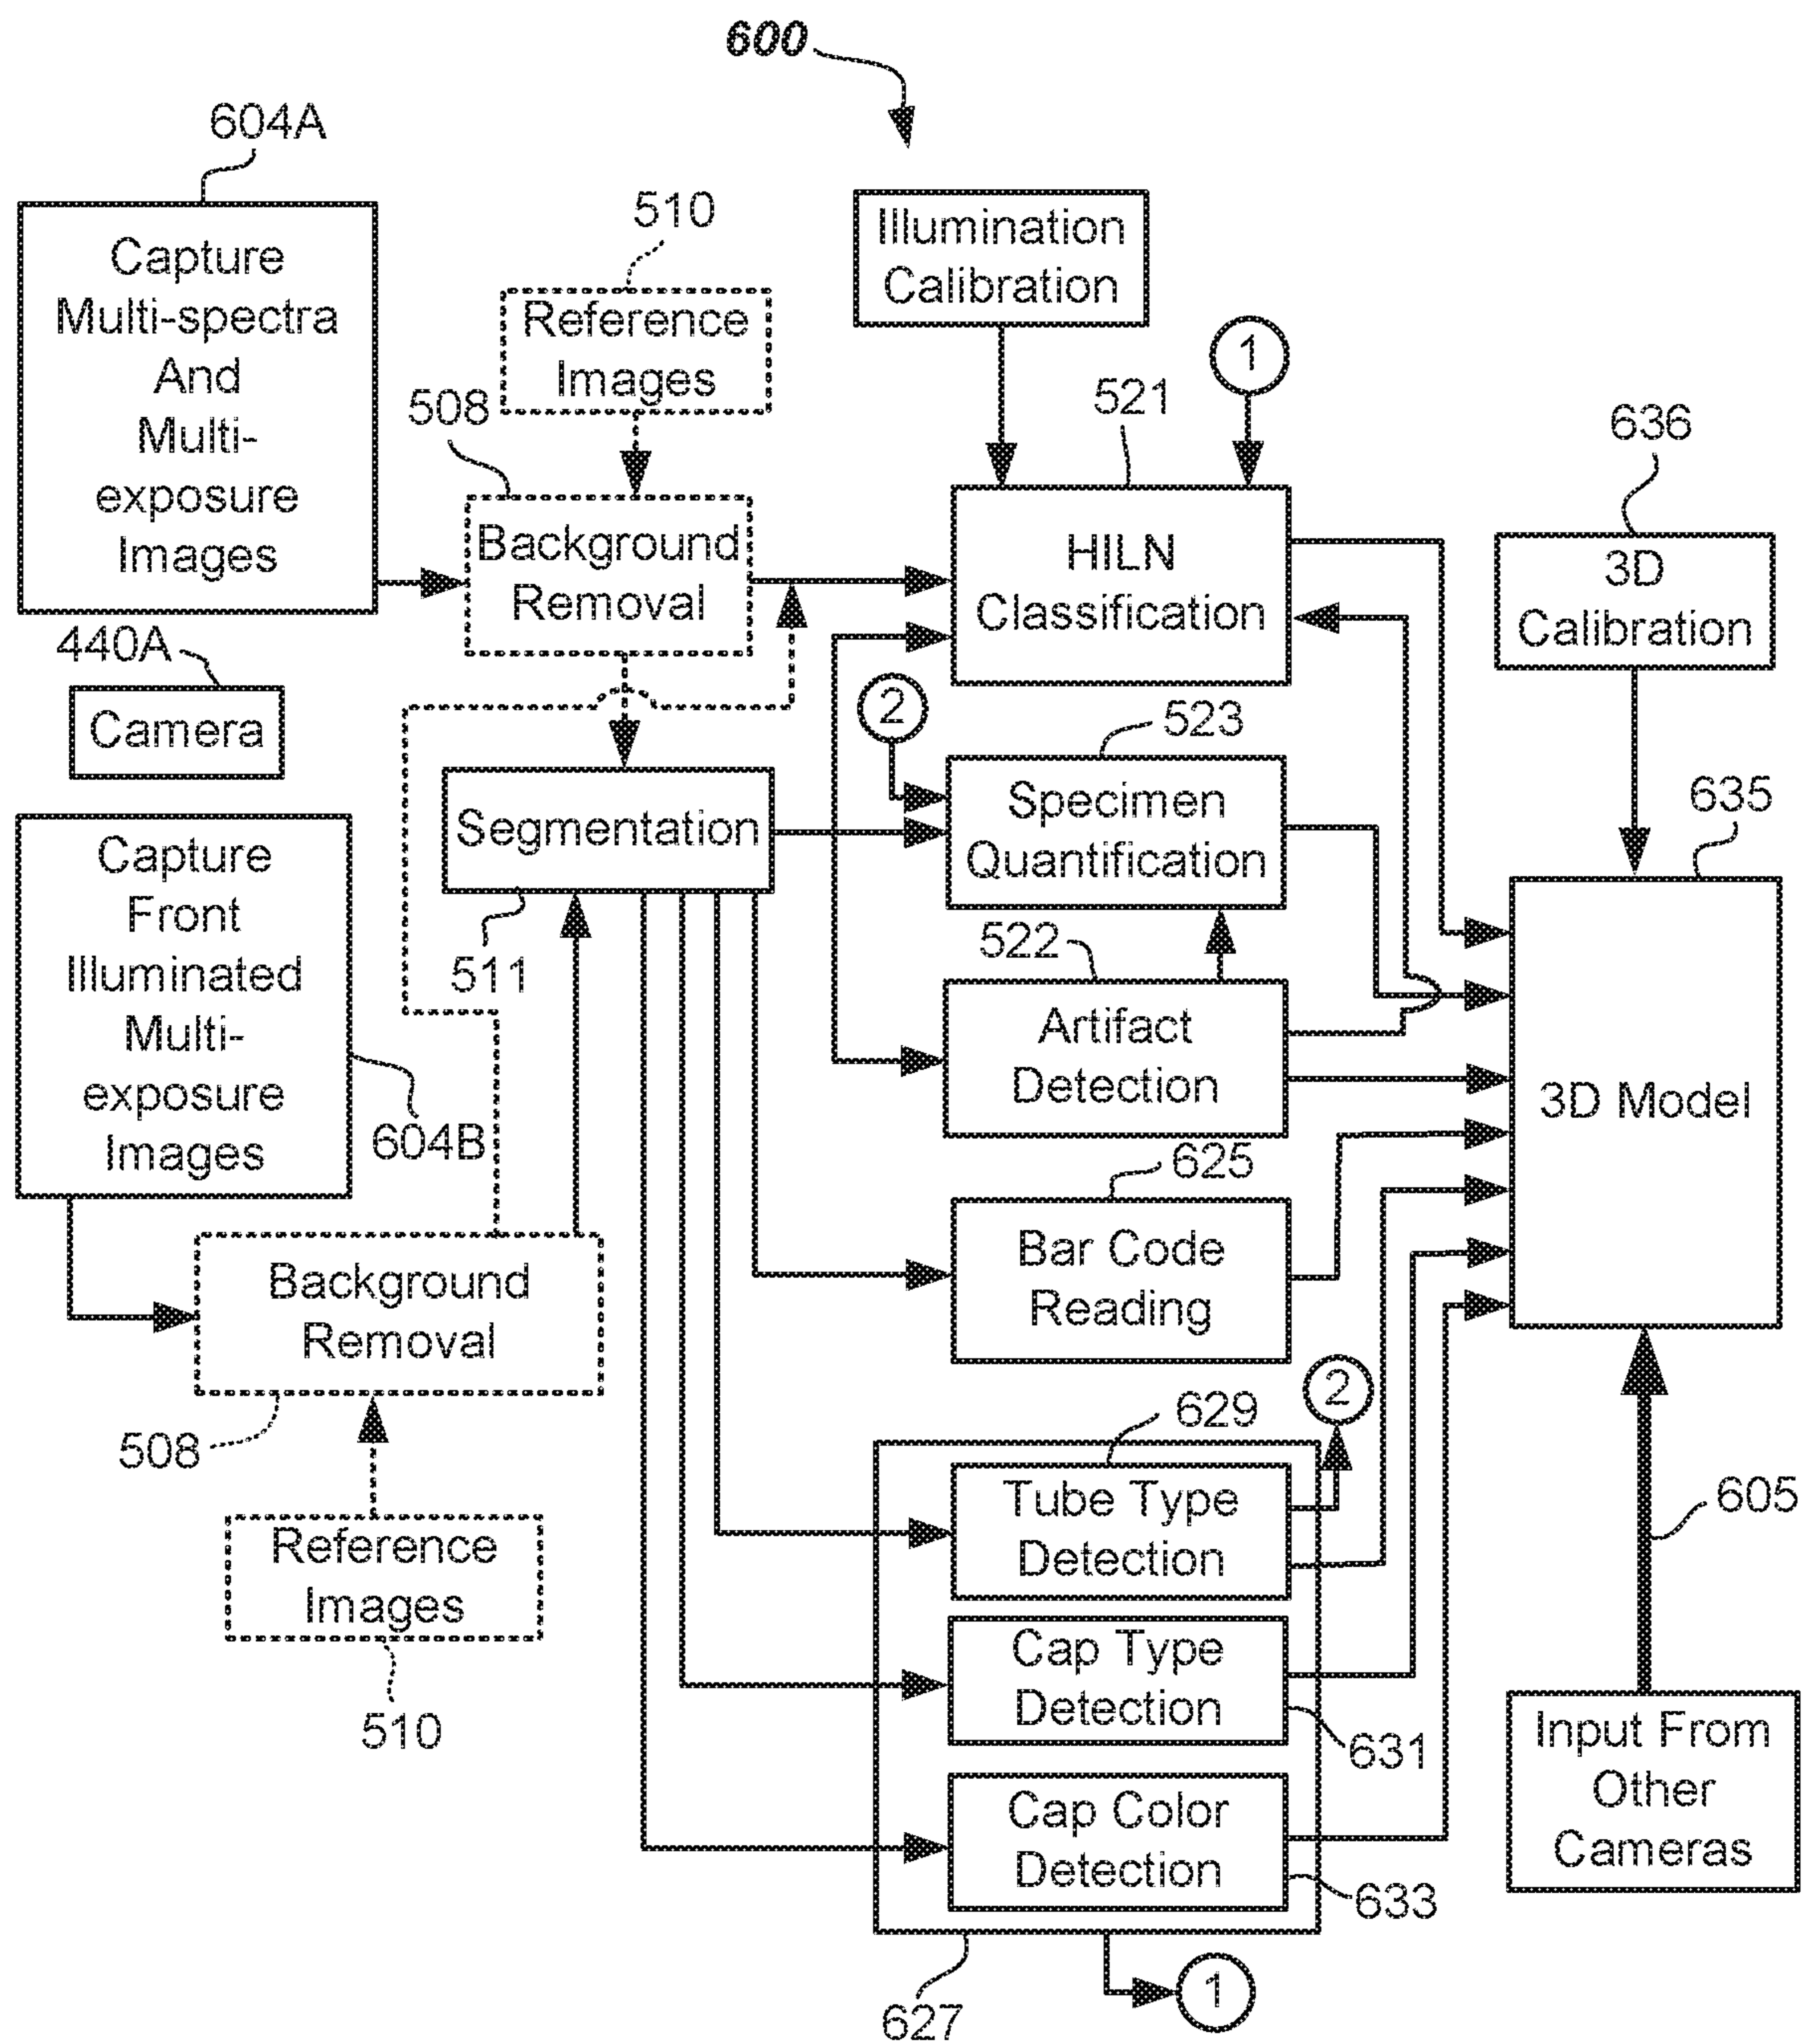 600
604A
Capture
Multi-spectra
And
Multi-
exposure
Images
440A
Camera
Capture
Front
Illuminated
Multi-
exposure
Images
604B
510
Reference
Images
508
Background
Removal
Segmentation
511
Background
Removal
508
Reference
Images
510
Illumination
Calibration
1
521
HILN
Classification
2
523
Specimen
Quantification
522
Artifact
Detection
625
Bar Code
Reading
2
629
Tube Type
Detection
Cap Type
Detection
631
Cap Color
Detection
633
627
1
636
3D
Calibration
635
3D Model
605
Input From
Other
Cameras